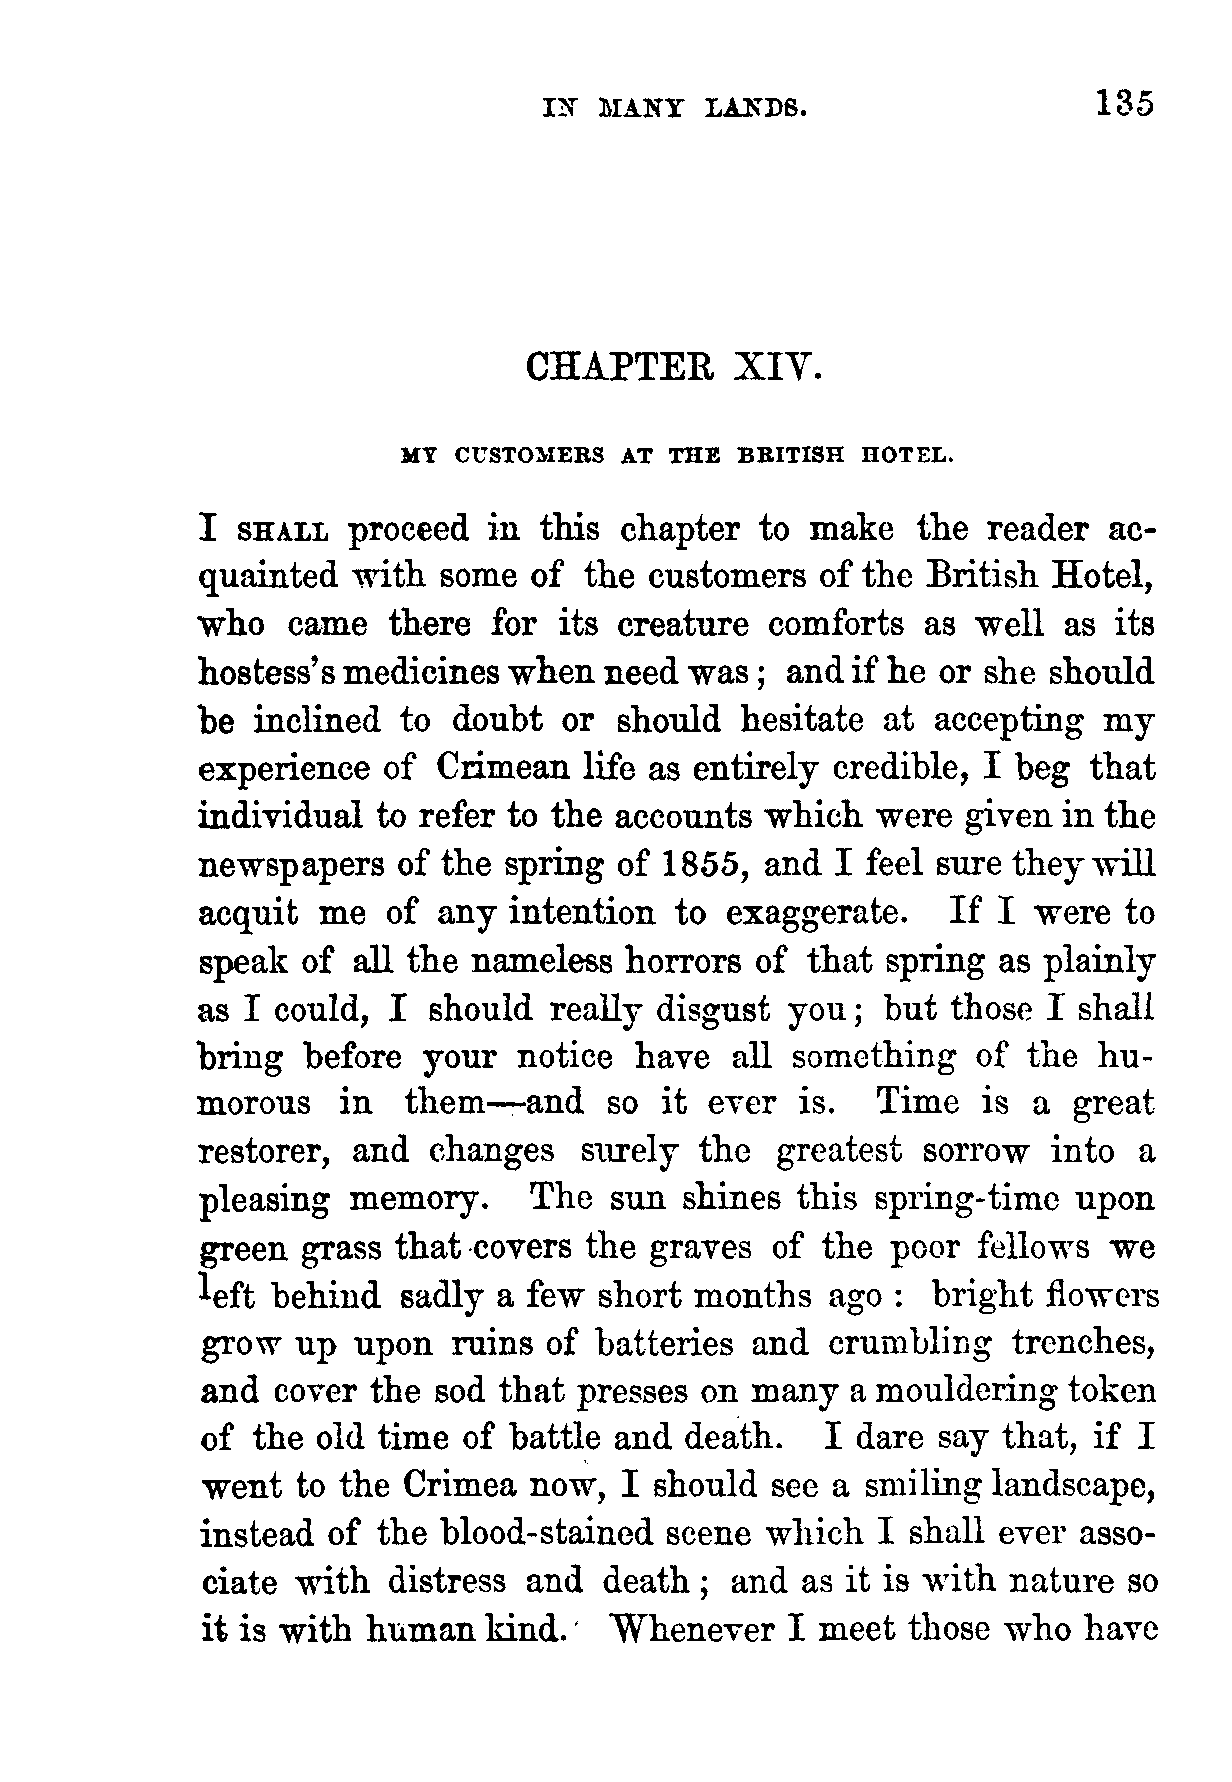 IN MANY LANDS. 135
CHAPTER XIV.
MY CUSTOMERS AT THE BRITISH HOTEL.
I SHALL proceed in this chapter to make the reader ac-
quainted with some of the customers of the British Hotel,
who came there for its creature comforts as well as its
hostess's medicines when need was; and if he or she should
be inclined to doubt or should hesitate at accepting my
experience of Crimean life as entirely credible, I beg that
individual to refer to the accounts which were given in the
newspapers of the spring of 1855, and I feel sure they will
acquit me of any intention to exaggerate. If I were to
speak of all the nameless horrors of that spring as plainly
as I could, I should really disgust you; but those I shall
bring before your notice have all something of the hu-
morous in them—and so it ever is. Time is a great
restorer, and changes surely the greatest sorrow into a
pleasing memory. The sun shines this spring-time upon
green grass that covers the graves of the poor fellows we
left behind sadly a few short months ago: bright flowers
grow up upon ruins of batteries and crumbling trenches,
and cover the sod that presses on many a mouldering token
of the old time of battle and death. I dare say that, if I
went to the Crimea now, I should see a smiling landscape,
instead of the blood-stained scene which I shall ever asso-
ciate with distress and death; and as it is with nature so
it is with human kind. Whenever I meet those who have